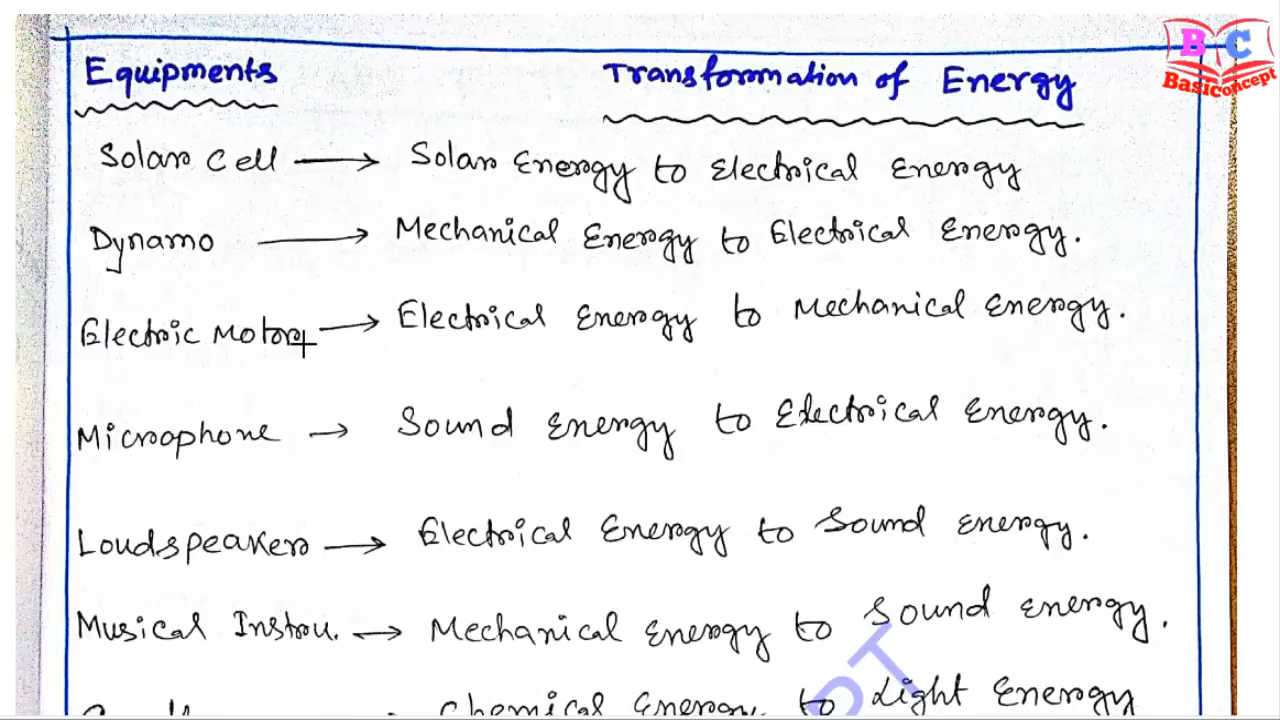 B C
Basiconcept
Equipments Transformation of Energy
Solar Cell → Solar Energy to Electrical Energy
Dynamo → Mechanical Energy to Electrical Energy.
Electric Motor → Electrical Energy to Mechanical Energy.
Microphone → Sound Energy to Electrical Energy.
Loudspeaker → Electrical Energy to Sound Energy.
Musical Instru. → Mechanical Energy to Sound Energy.
Chemical Energy to Light Energy